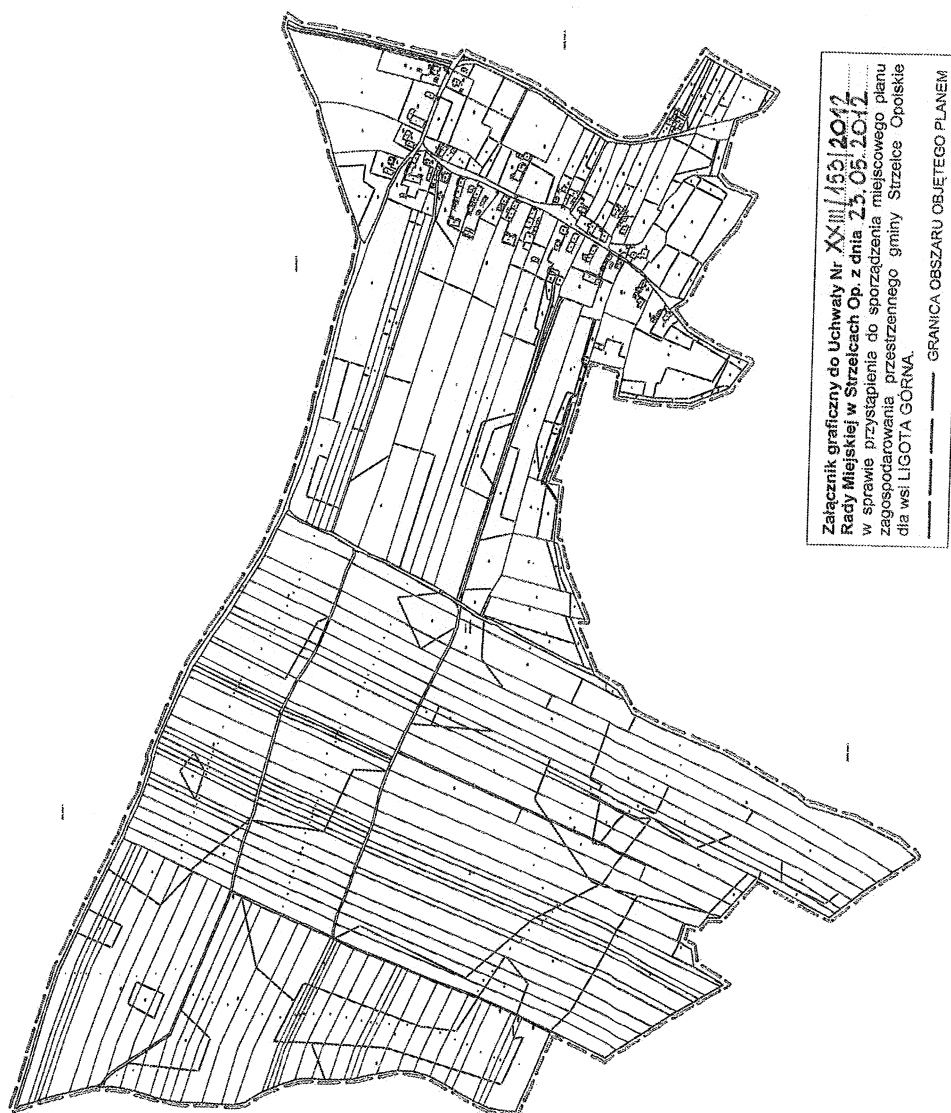 Załącznik graficzny do Uchwały Nr XXIII/153/2012
Rady Miejskiej w Strzelcach Op. z dnia 23.05.2012
w sprawie przystąpienia do sporządzenia miejscowego planu
zagospodarowania przestrzennego gminy Strzelce Opolskie
dla wsi LIGOTA GÓRNA.
GRANICA OBSZARU OBJĘTEGO PLANEM